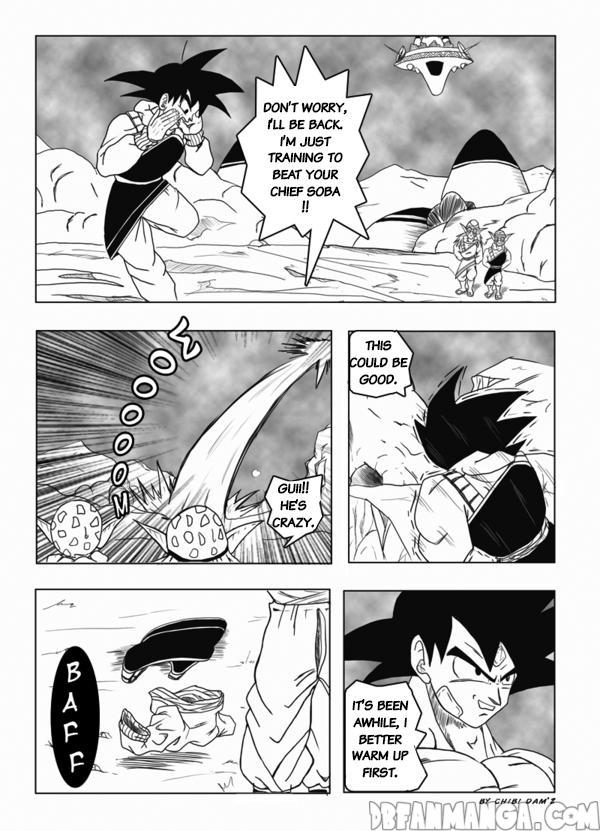 DON'T WORRY,
I'LL BE BACK.
I'M JUST
TRAINING TO
BEAT YOUR
CHIEF SOBA
!!
WOOOOOM
GUII!!
HE'S
CRAZY.
THIS
COULD BE
GOOD.
BAFF
IT'S BEEN
AWHILE, I
BETTER
WARM UP
FIRST.
BY CHIBI DAM'Z
DBFANMANGA.COM